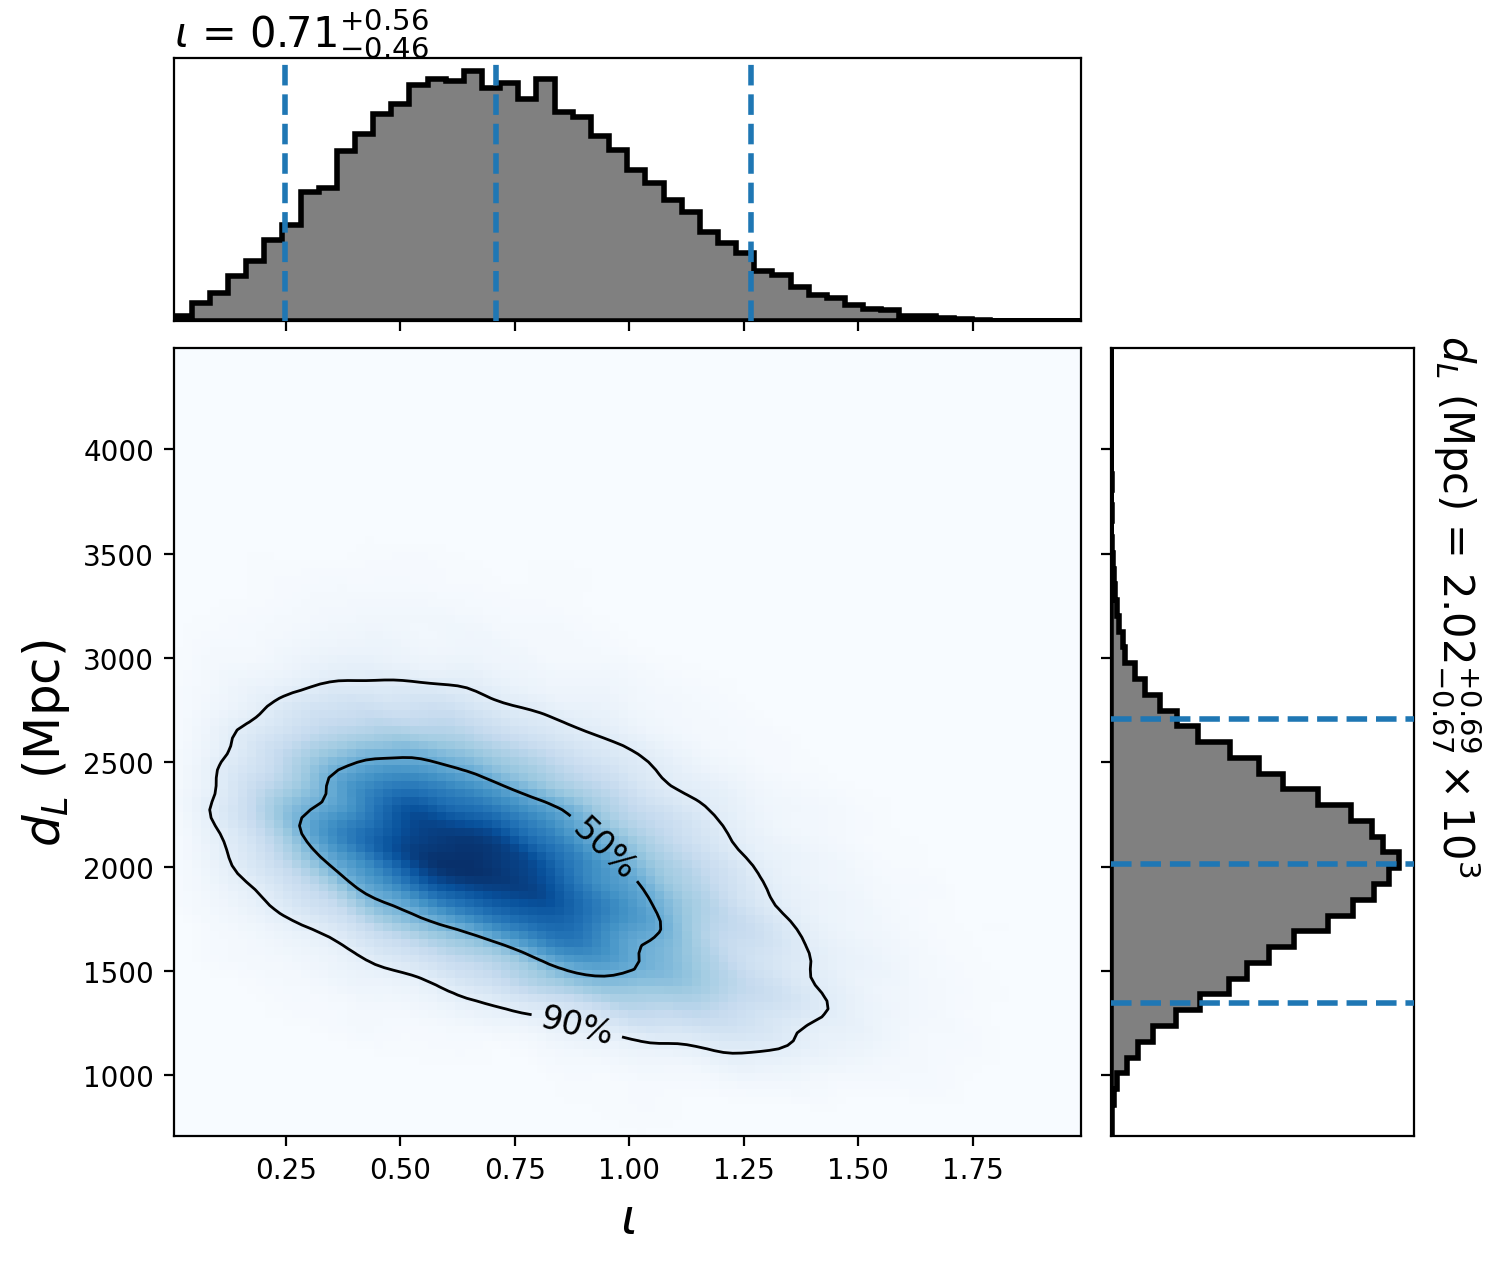 ι = 0.71^{+0.56}_{−0.46}
4000
3500
3000
2500
2000
1500
1000
d_L (Mpc)
50%
90%
d_L (Mpc) = 2.02^{+0.69}_{−0.67} × 10^3
0.25 0.50 0.75 1.00 1.25 1.50 1.75
ι